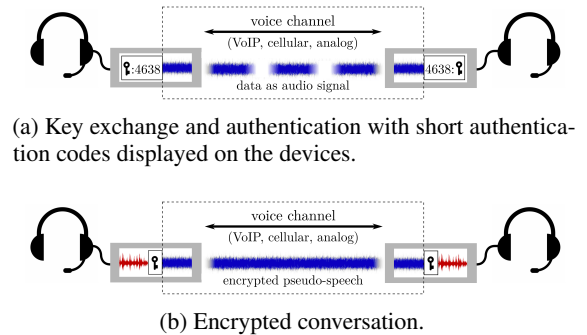 voice channel
(VoIP, cellular, analog)
:4638
4638:
data as audio signal
(a) Key exchange and authentication with short authentica-
tion codes displayed on the devices.
voice channel
(VoIP, cellular, analog)
encrypted pseudo-speech
(b) Encrypted conversation.